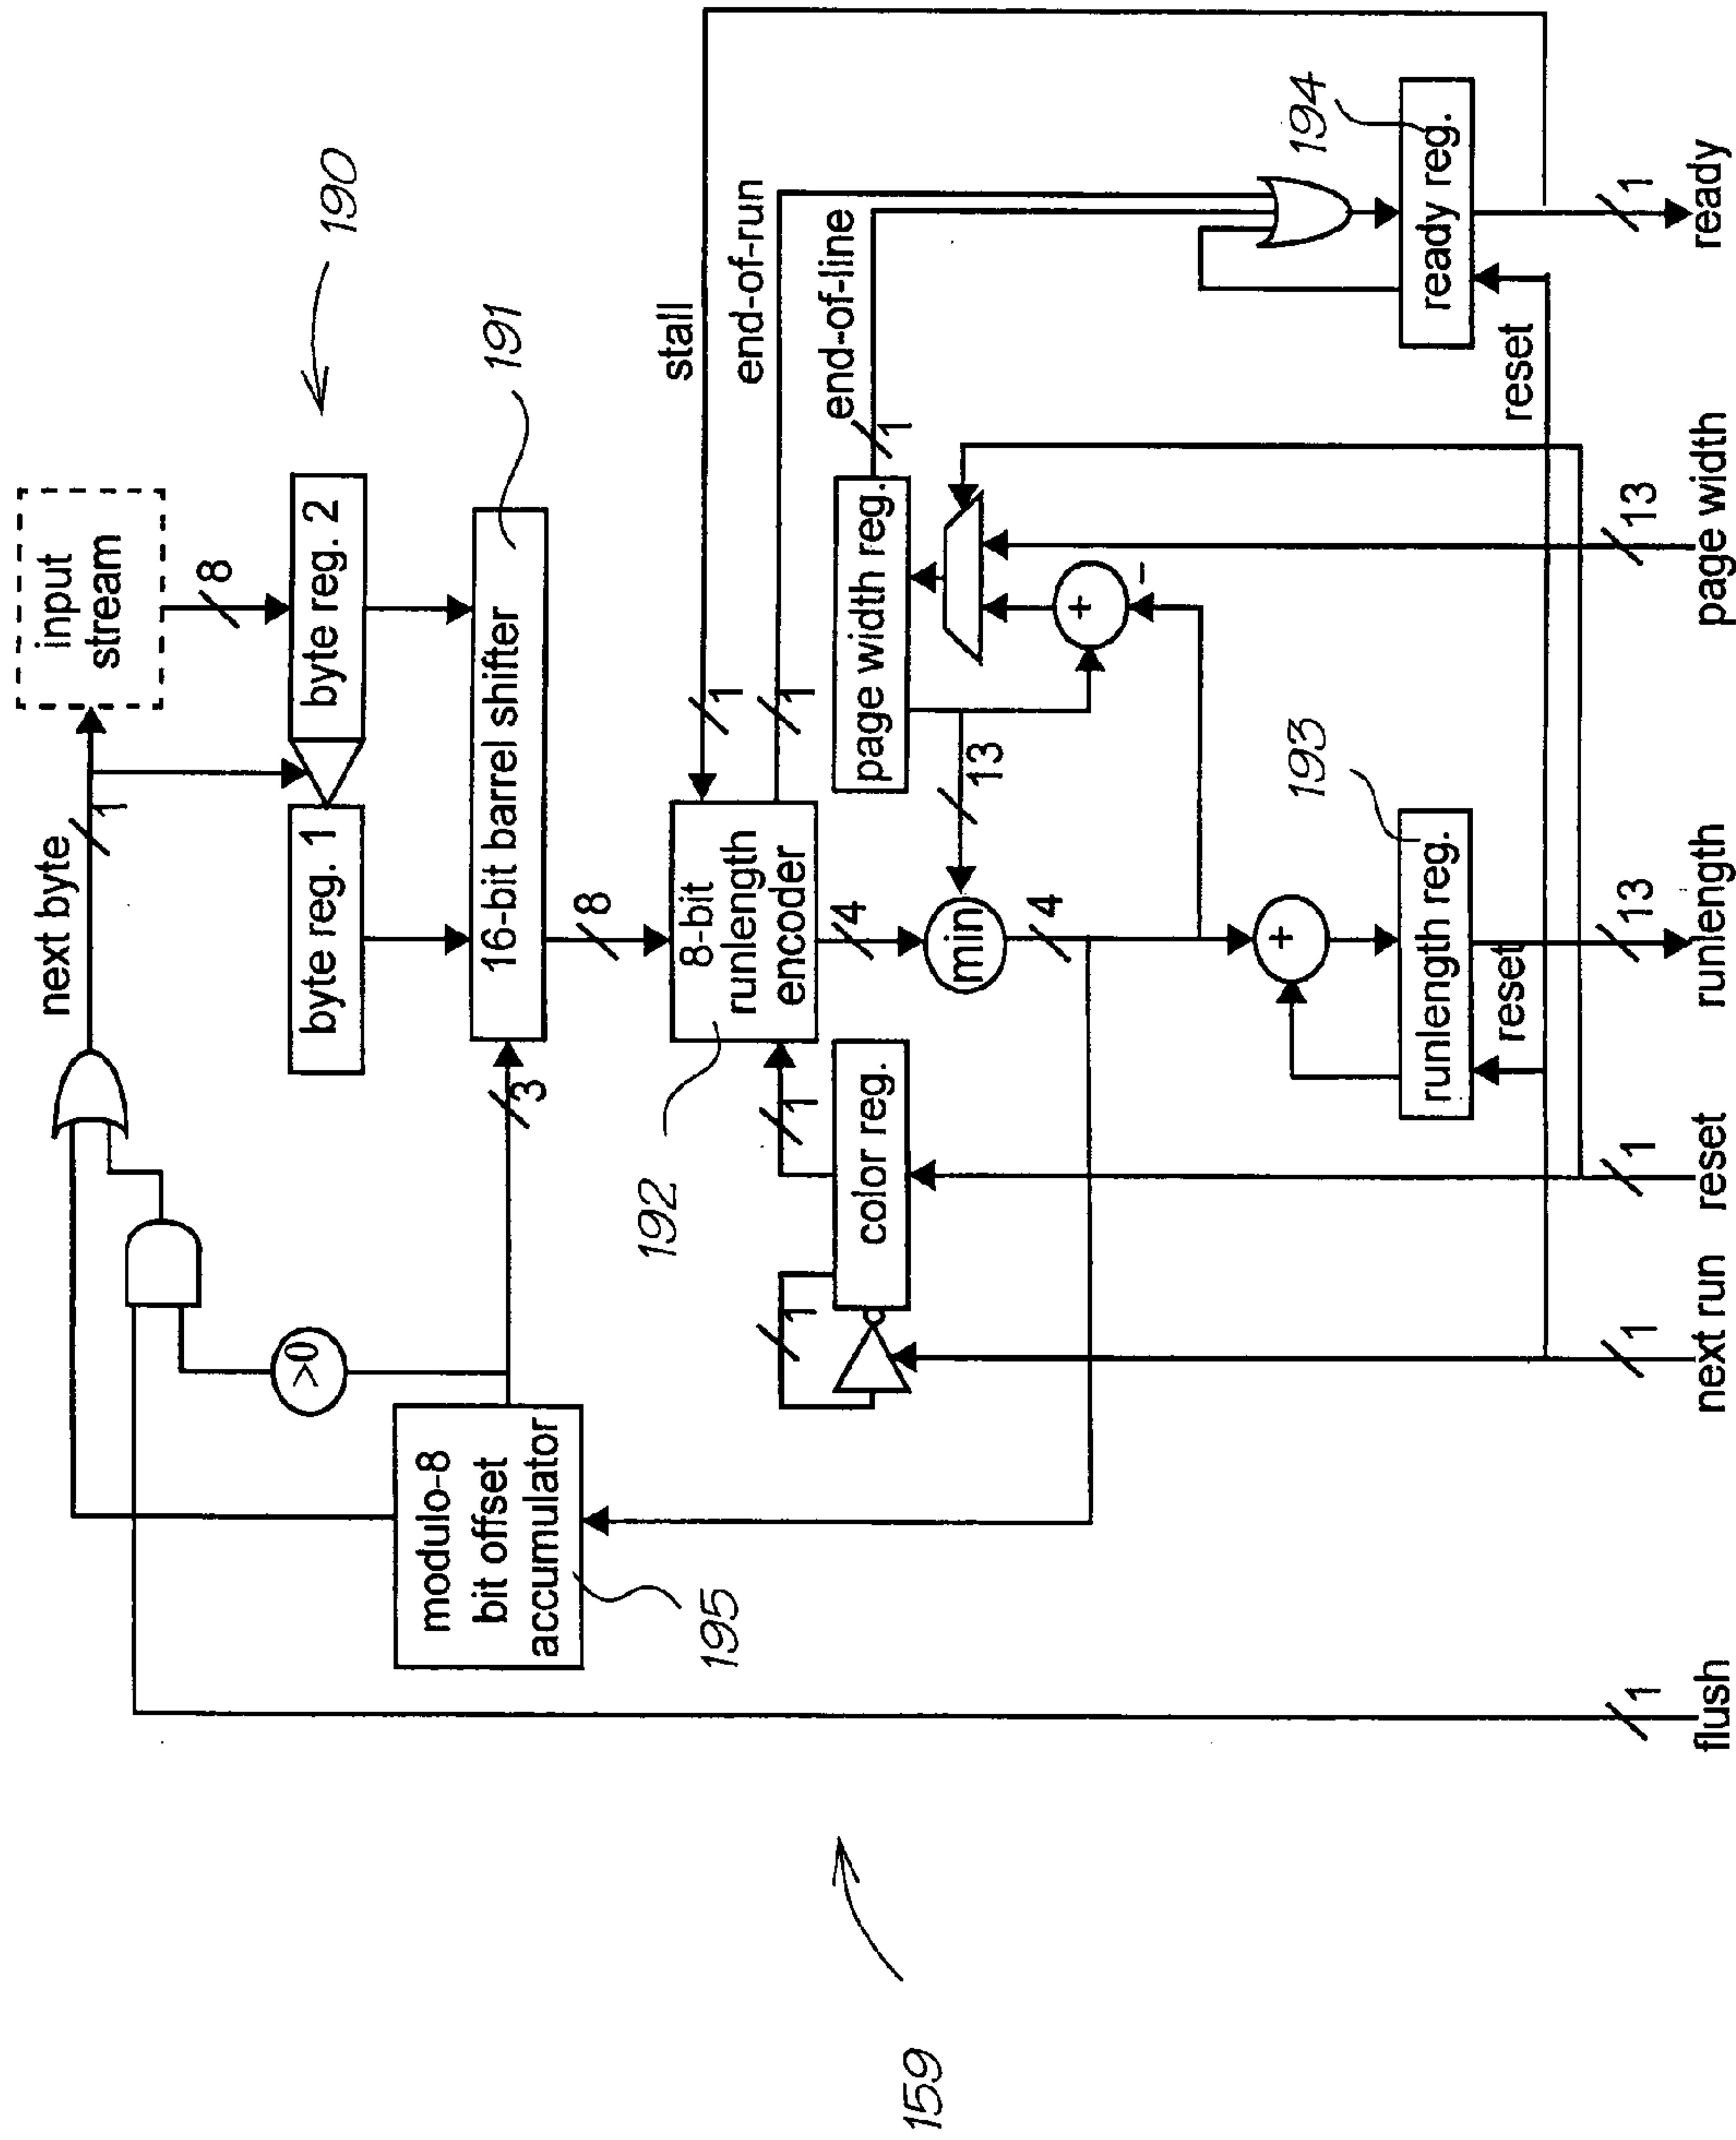 input
stream
8
next byte
1
190
byte reg. 1
byte reg. 2
16-bit barrel shifter
191
3
8
modulo-8
bit offset
accumulator
195
>0
stall
1
end-of-run
1
end-of-line
1
8-bit
runlength
encoder
192
4
min
4
13
page width reg.
+
−
color reg.
1
1
+
runlength reg.
193
reset
ready reg.
194
reset
1
flush
1
next run
1
reset
13
runlength
13
page width
1
ready
159